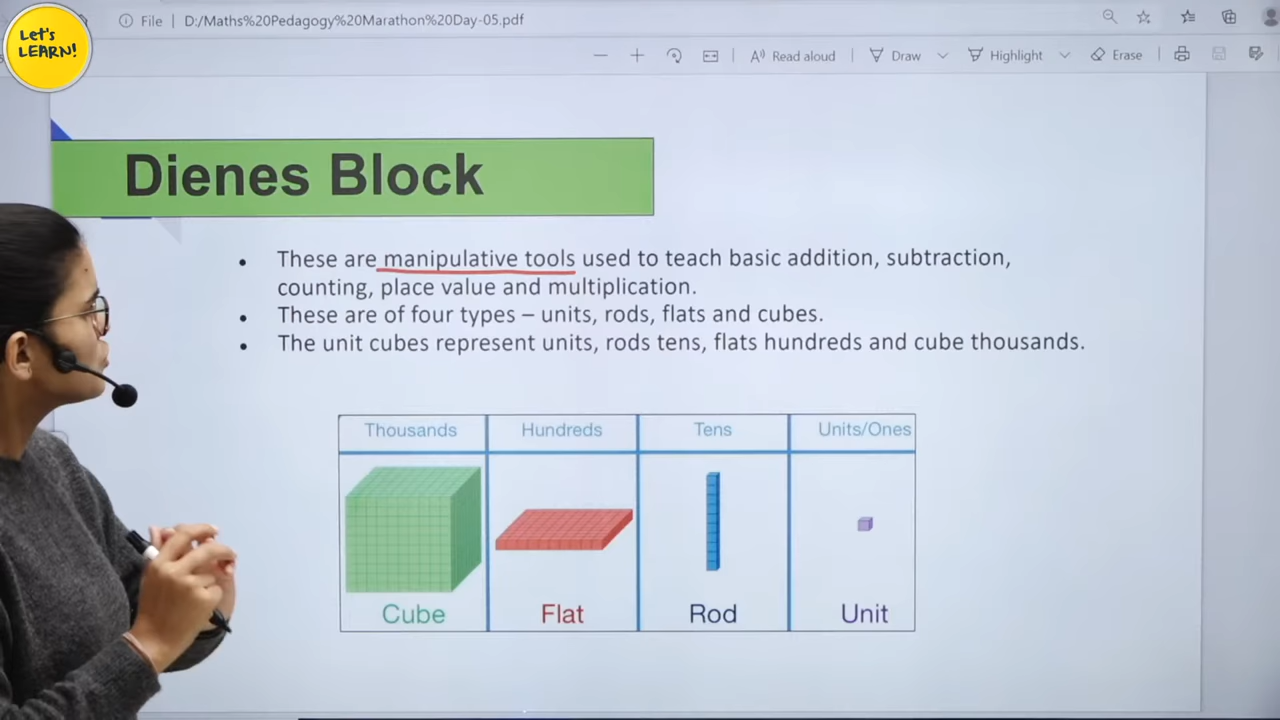 Let's
LEARN!
File | D:/Maths%20Pedagogy%20Marathon%20Day-05.pdf
Read aloud | Draw Highlight Erase
Dienes Block
• These are manipulative tools used to teach basic addition, subtraction,
counting, place value and multiplication.
• These are of four types – units, rods, flats and cubes.
• The unit cubes represent units, rods tens, flats hundreds and cube thousands.
Thousands Hundreds Tens Units/Ones
Cube Flat Rod Unit